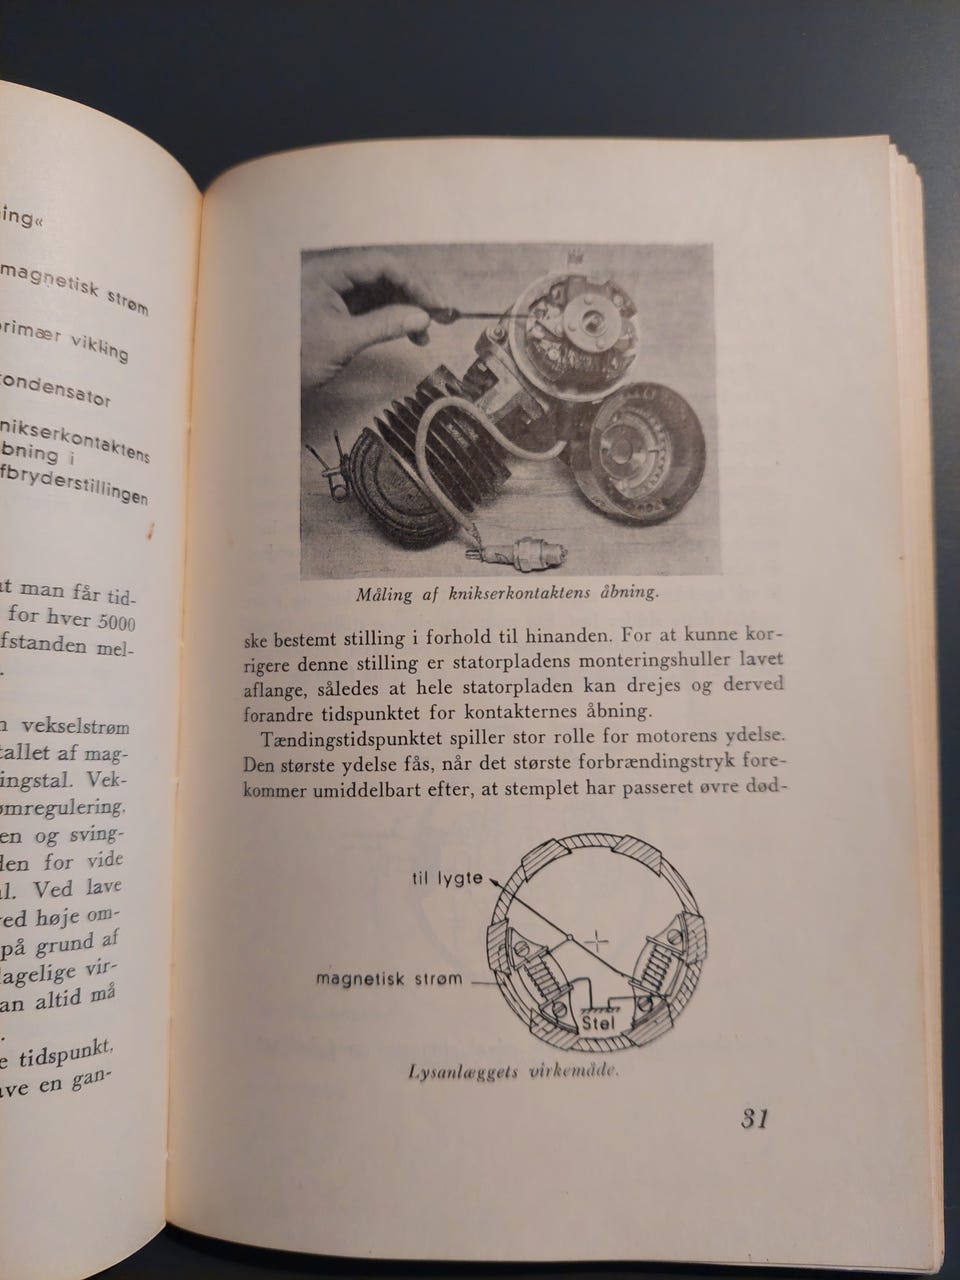 ing«
magnetisk strøm
primær vikling
kondensator
nikserkontaktens
bning i
fbryderstillingen
at man får tid-
for hver 5000
fstanden mel-
.
n vekselstrøm
tallet af mag-
ingstal. Vek-
ømregulering,
en og sving-
den for vide
al. Ved lave
ved høje om-
på grund af
lagelige vir-
an altid må
.
e tidspunkt,
ave en gan-
Måling af knikserkontaktens åbning.
ske bestemt stilling i forhold til hinanden. For at kunne kor-
rigere denne stilling er statorpladens monteringshuller lavet
aflange, således at hele statorpladen kan drejes og derved
forandre tidspunktet for kontakternes åbning.
Tændingstidspunktet spiller stor rolle for motorens ydelse.
Den største ydelse fås, når det største forbrændingstryk fore-
kommer umiddelbart efter, at stemplet har passeret øvre død-
til lygte
magnetisk strøm
Stel
Lysanlæggets virkemåde.
31